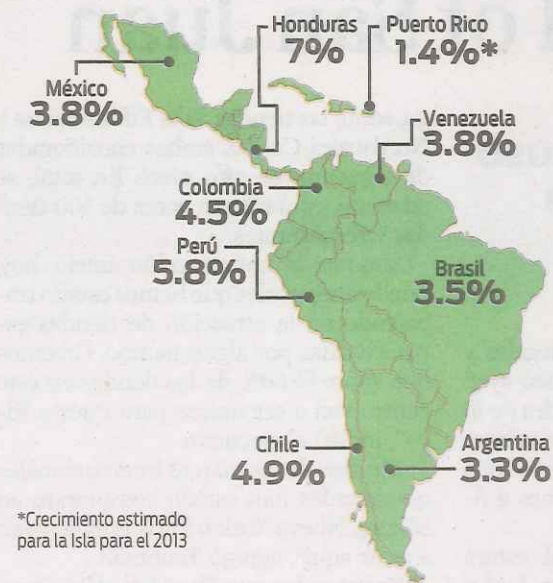 Honduras
7%
Puerto Rico
1.4%*
México
3.8%
Venezuela
3.8%
Colombia
4.5%
Perú
5.8%
Brasil
3.5%
Chile
4.9%
Argentina
3.3%
*Crecimiento estimado
para la Isla para el 2013